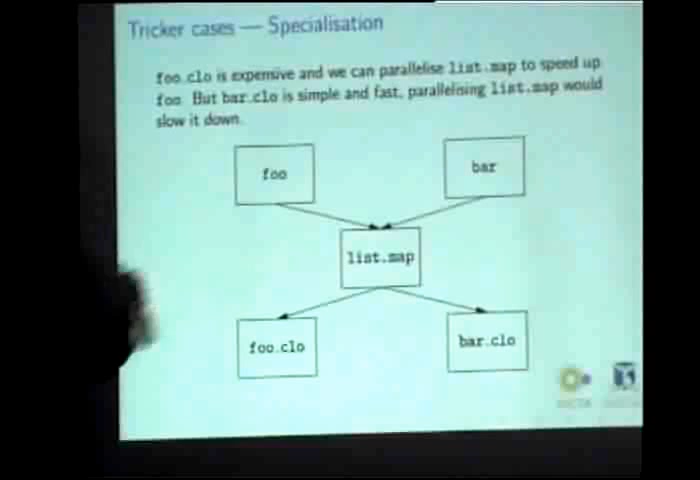 Tricker cases — Specialisation
foo.clo is expensive and we can parallelise list.map to speed up
foo. But bar.clo is simple and fast, parallelising list.map would
slow it down.
foo
bar
list.map
foo.clo
bar.clo